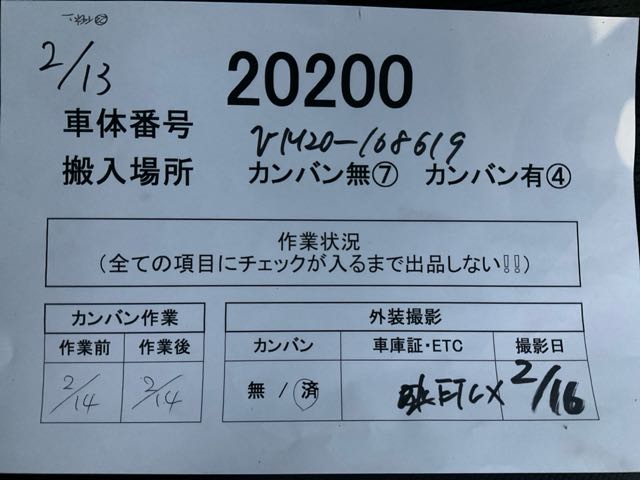 2/13
20200
車体番号 VM20-108619
搬入場所 カンバン無⑦ カンバン有④
作業状況
(全ての項目にチェックが入るまで出品しない!!)
カンバン作業 外装撮影
作業前 作業後 カンバン 車庫証・ETC 撮影日
2/14 2/14 無 / 済 ETC X 2/16